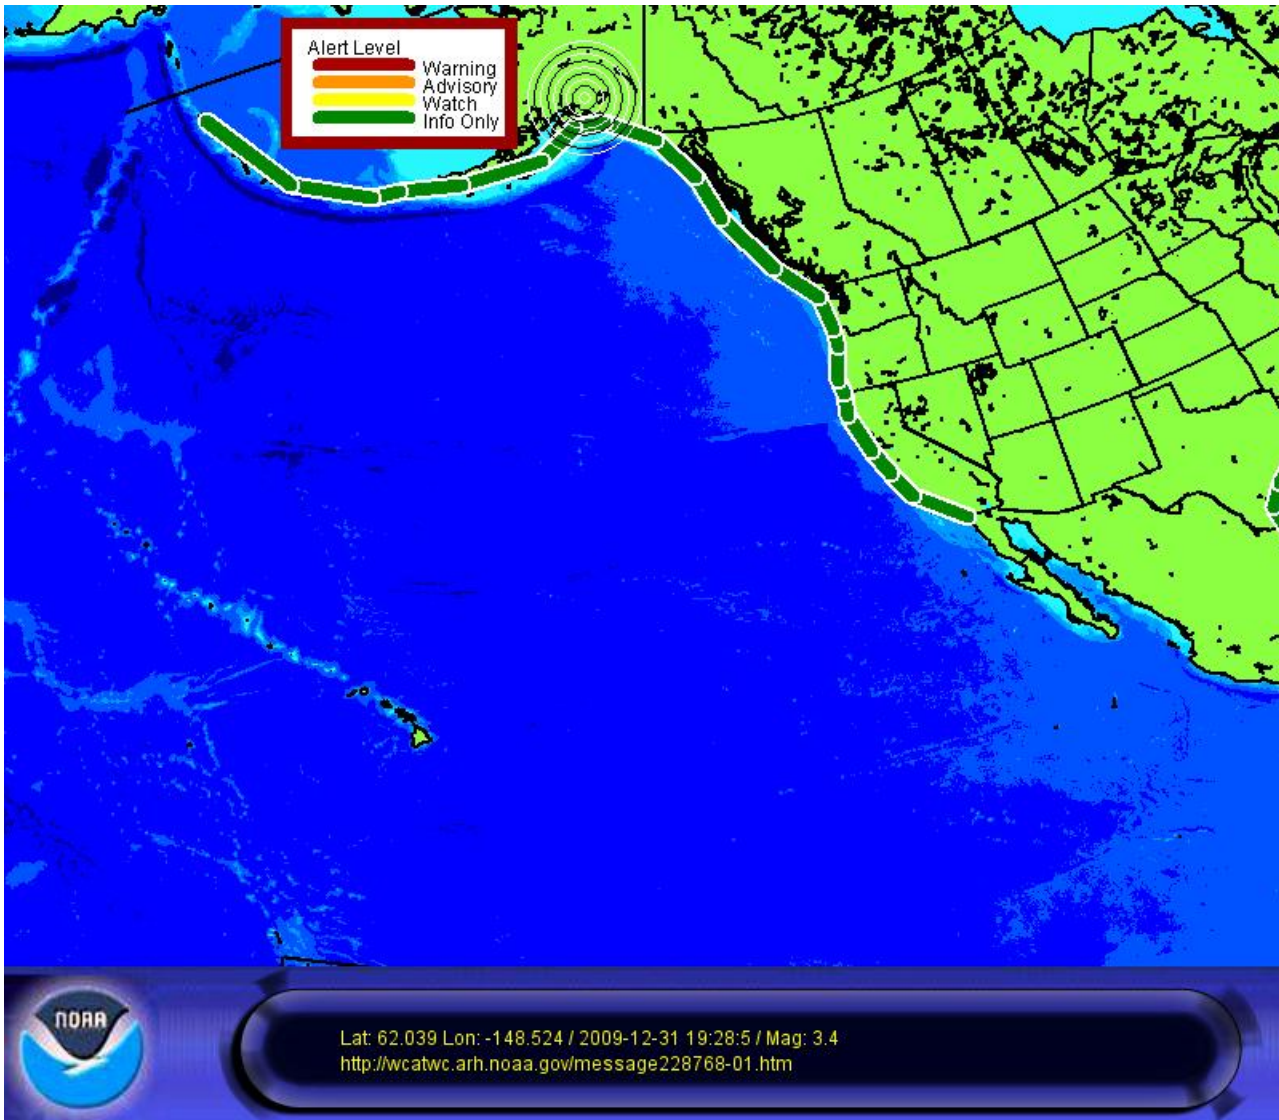 Alert Level
Warning
Advisory
Watch
Info Only
NOAA
Lat: 62.039 Lon: -148.524 / 2009-12-31 19:28:5 / Mag: 3.4
http://wcatwc.arh.noaa.gov/message228768-01.htm